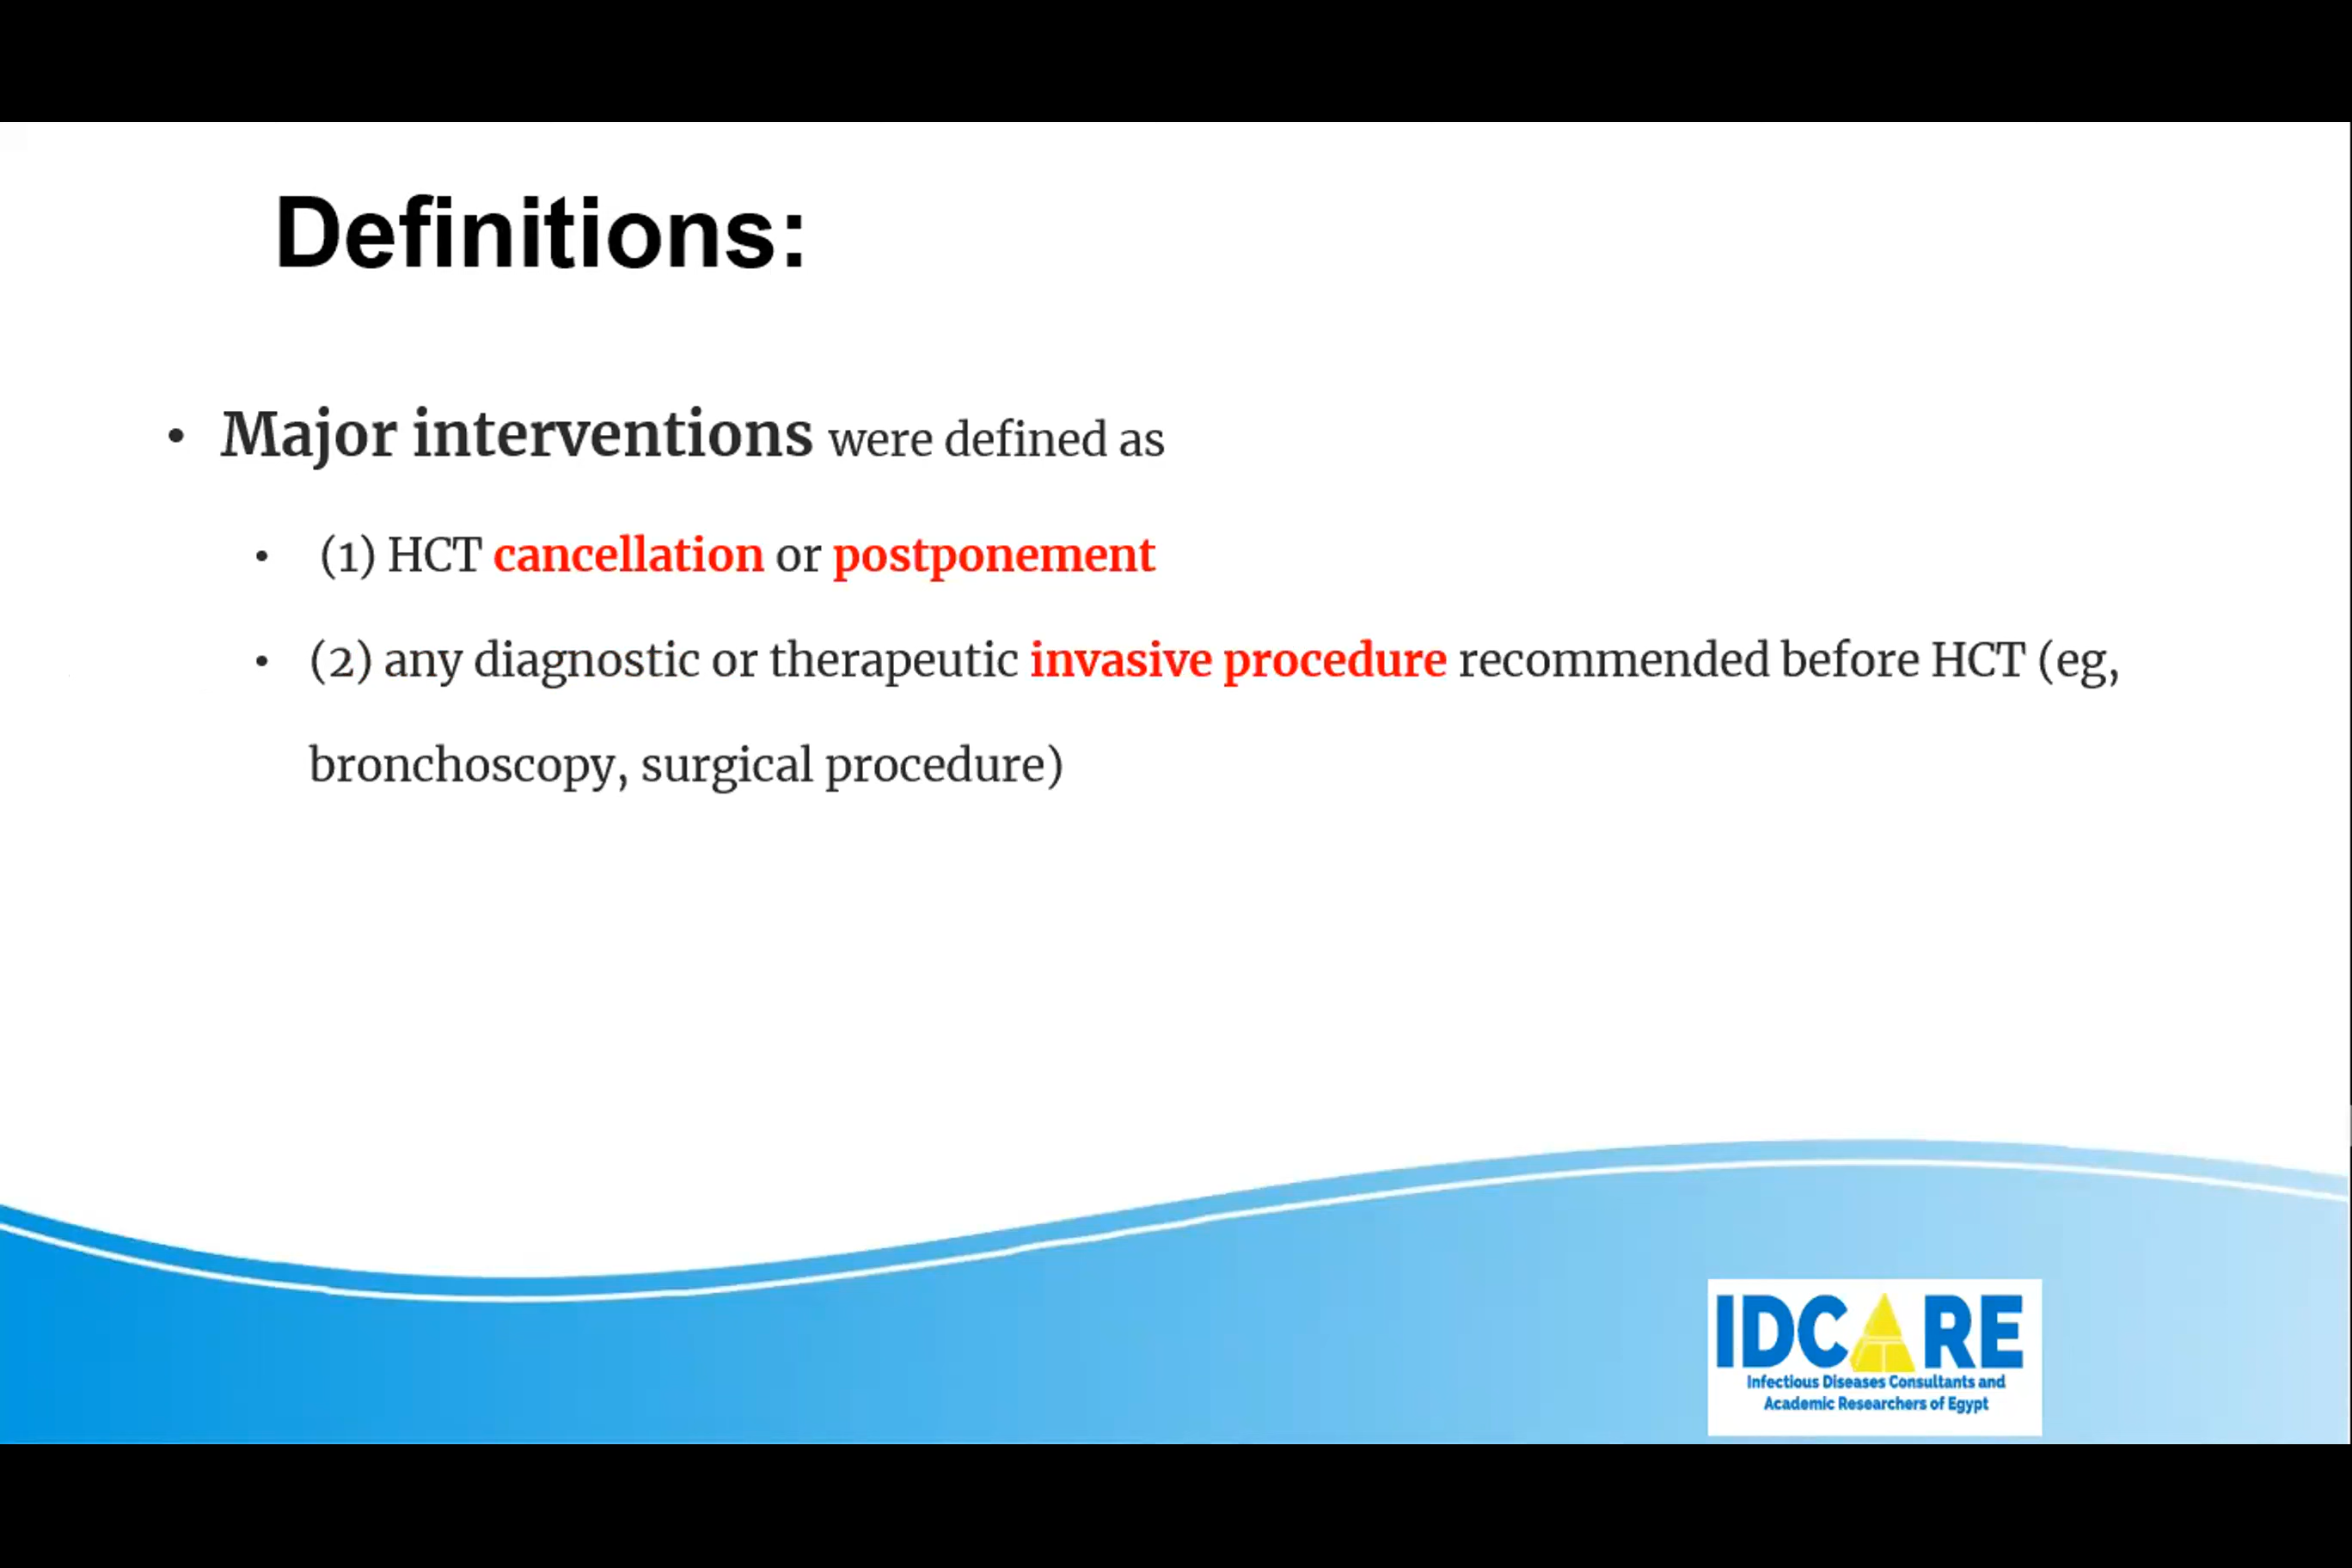 Definitions:
• Major interventions were defined as
• (1) HCT cancellation or postponement
• (2) any diagnostic or therapeutic invasive procedure recommended before HCT (eg,
bronchoscopy, surgical procedure)
IDCARE
Infectious Diseases Consultants and
Academic Researchers of Egypt